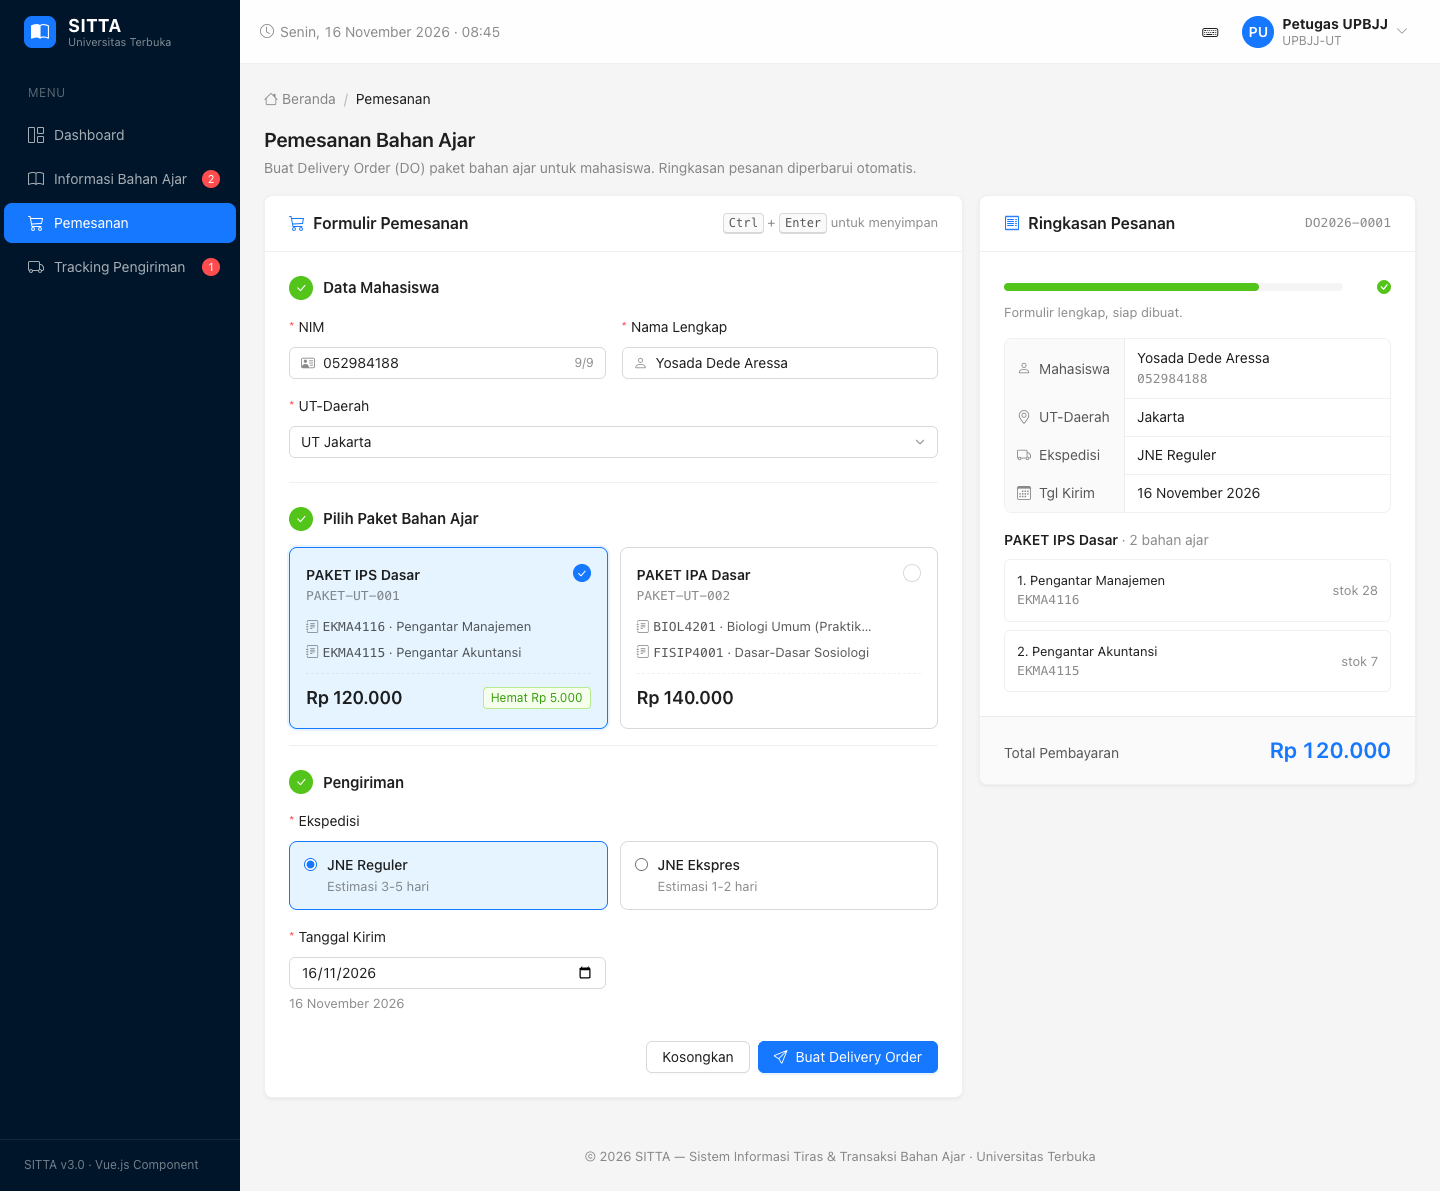 SITTA
Universitas Terbuka
MENU
Dashboard
Informasi Bahan Ajar 2
Pemesanan
Tracking Pengiriman 1
SITTA v3.0 · Vue.js Component
Senin, 16 November 2026 · 08:45
PU
Petugas UPBJJ
UPBJJ-UT
Beranda / Pemesanan
Pemesanan Bahan Ajar
Buat Delivery Order (DO) paket bahan ajar untuk mahasiswa. Ringkasan pesanan diperbarui otomatis.
Formulir Pemesanan
Ctrl + Enter untuk menyimpan
Data Mahasiswa
* NIM
052984188 9/9
* Nama Lengkap
Yosada Dede Aressa
* UT-Daerah
UT Jakarta
Pilih Paket Bahan Ajar
PAKET IPS Dasar
PAKET-UT-001
EKMA4116 · Pengantar Manajemen
EKMA4115 · Pengantar Akuntansi
Rp 120.000 Hemat Rp 5.000
PAKET IPA Dasar
PAKET-UT-002
BIOL4201 · Biologi Umum (Praktik...
FISIP4001 · Dasar-Dasar Sosiologi
Rp 140.000
Pengiriman
* Ekspedisi
JNE Reguler
Estimasi 3-5 hari
JNE Ekspres
Estimasi 1-2 hari
* Tanggal Kirim
16/11/2026
16 November 2026
Kosongkan
Buat Delivery Order
Ringkasan Pesanan DO2026-0001
Formulir lengkap, siap dibuat.
Mahasiswa
Yosada Dede Aressa
052984188
UT-Daerah Jakarta
Ekspedisi JNE Reguler
Tgl Kirim 16 November 2026
PAKET IPS Dasar · 2 bahan ajar
1. Pengantar Manajemen
EKMA4116
stok 28
2. Pengantar Akuntansi
EKMA4115
stok 7
Total Pembayaran Rp 120.000
© 2026 SITTA — Sistem Informasi Tiras & Transaksi Bahan Ajar · Universitas Terbuka